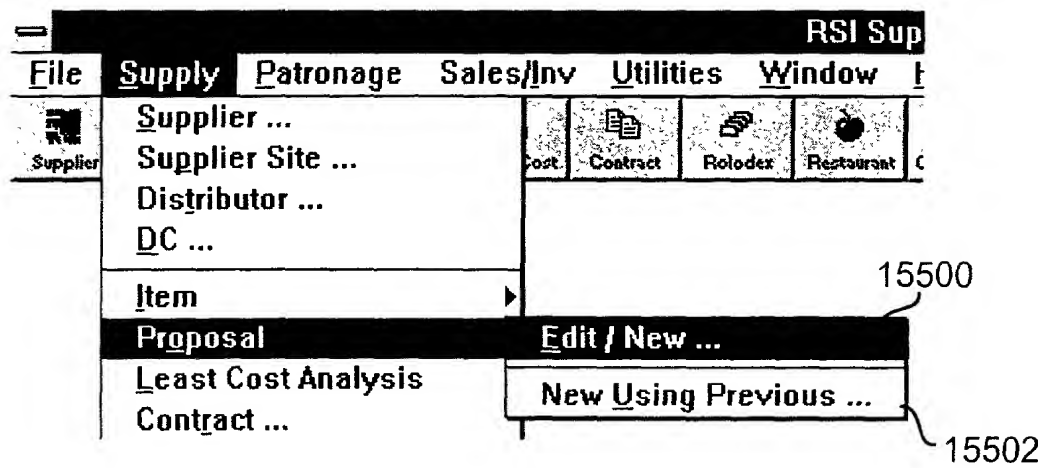 RSI Sup
File Supply Patronage Sales/Inv Utilities Window
Supplier Cost Contract Rolodex Restaurant
Supplier ...
Supplier Site ...
Distributor ...
DC ...
15500
Item
Proposal Edit / New ...
Least Cost Analysis New Using Previous ...
Contract ...
15502